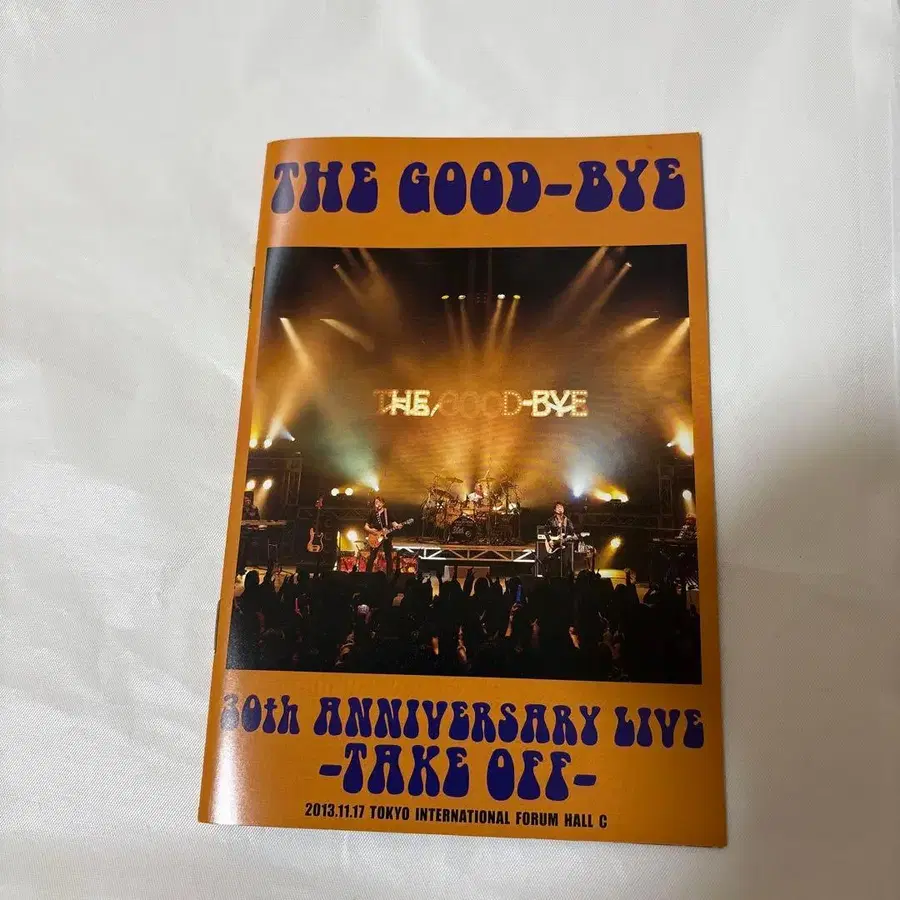 THE GOOD-BYE
THE GOOD-BYE
30th ANNIVERSARY LIVE
-TAKE OFF-
2013.11.17 TOKYO INTERNATIONAL FORUM HALL C